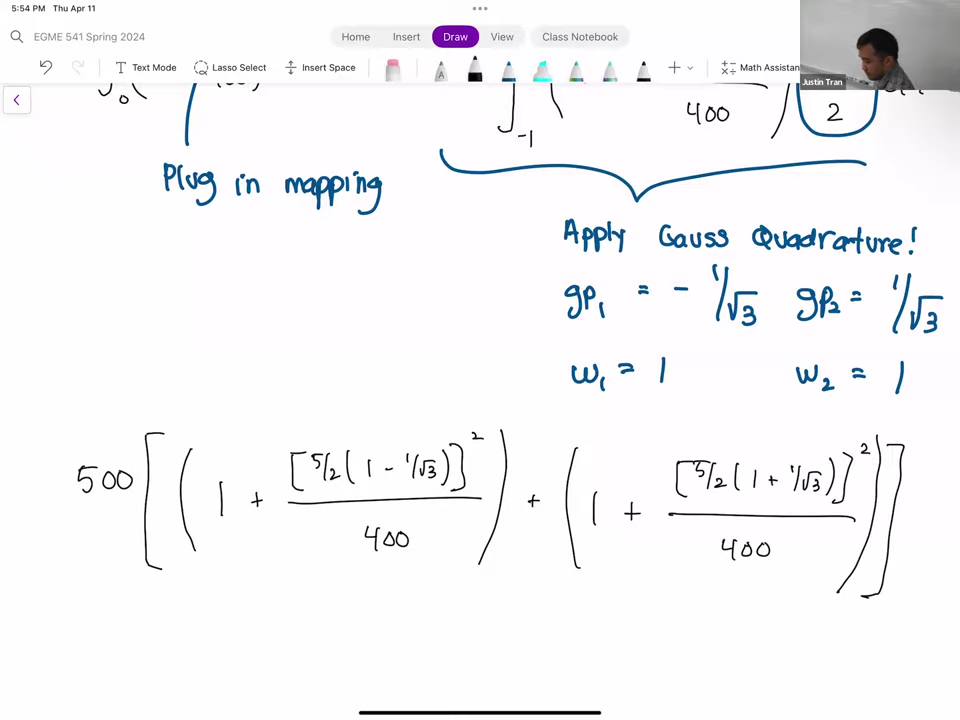 5:54 PM Thu Apr 11
EGME 541 Spring 2024
Home Insert Draw View Class Notebook
Text Mode Lasso Select Insert Space Math Assistan
Justin Tran
∫₋₁ ( 400 ) 2
Plug in mapping
Apply Gauss Quadrature!
gp₁ = - 1/√3 gp₂ = 1/√3
w₁ = 1 w₂ = 1
500 [ ( 1 + [5/2 ( 1 - 1/√3 )]² / 400 ) + ( 1 + [5/2 ( 1 + 1/√3 )]² / 400 ) ]